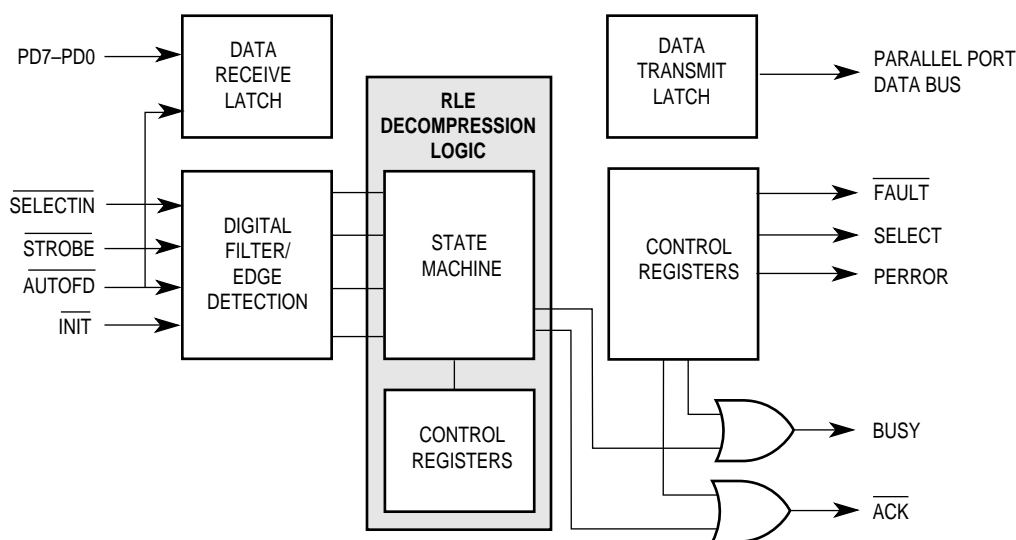 PD7–PD0
DATA
RECEIVE
LATCH
DATA
TRANSMIT
LATCH
PARALLEL PORT
DATA BUS
RLE
DECOMPRESSION
LOGIC
SELECTIN
STROBE
AUTOFD
INIT
DIGITAL
FILTER/
EDGE
DETECTION
STATE
MACHINE
CONTROL
REGISTERS
CONTROL
REGISTERS
FAULT
SELECT
PERROR
BUSY
ACK